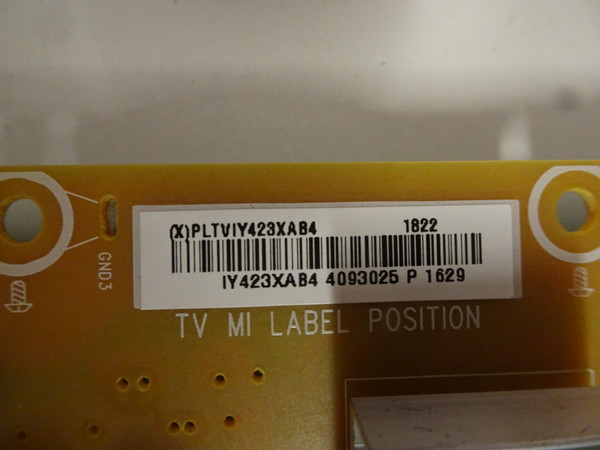 (X)PLTVIY423XAB4 1822
IY423XAB4 4093025 P 1629
GND3
TV MI LABEL POSITION